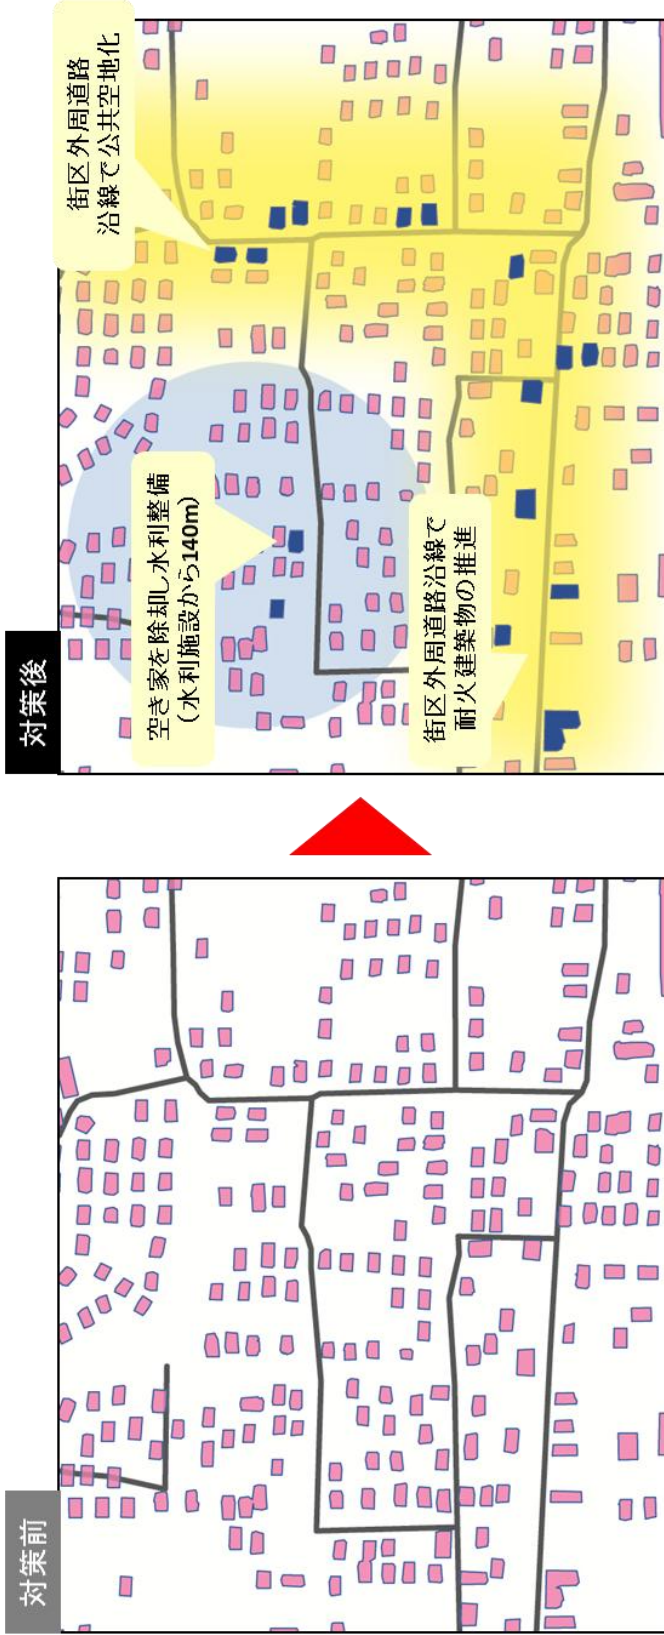 対策前
対策後
街区外周道路
沿線で公共空地化
空き家を除却し水利整備
（水利施設から140m）
街区外周道路沿線で
耐火建築物の推進